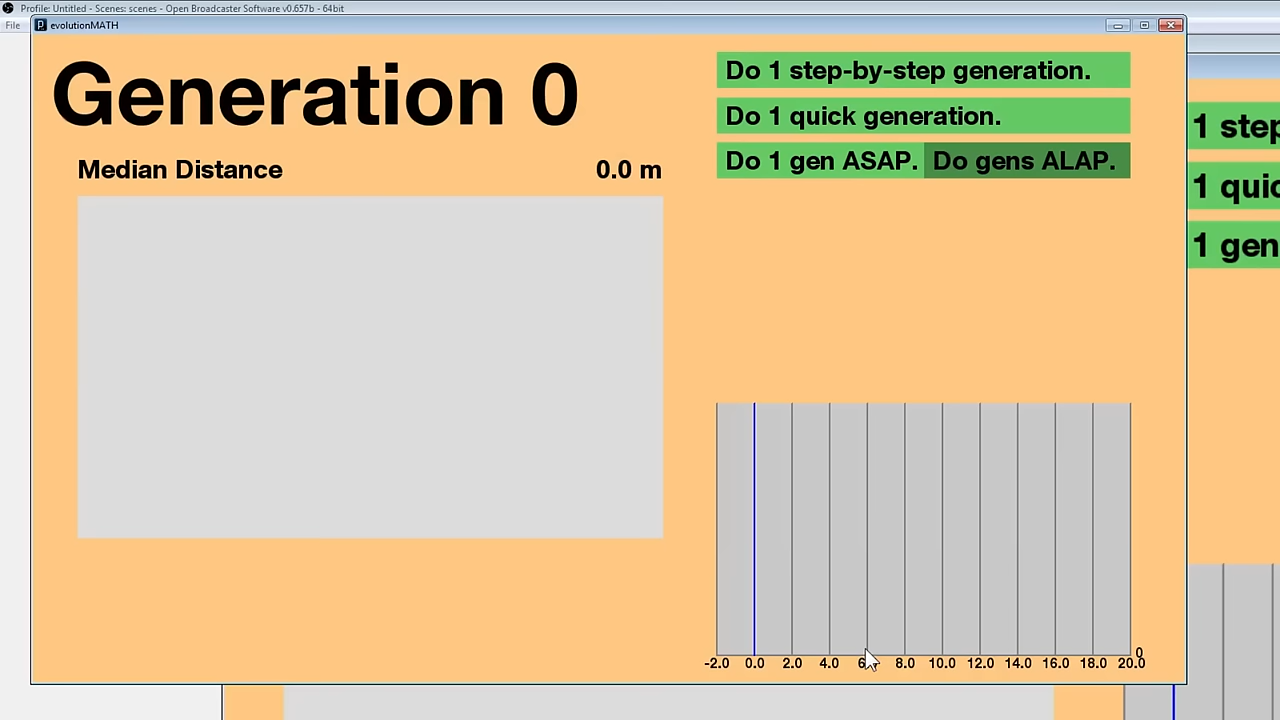 Profile: Untitled - Scenes: scenes - Open Broadcaster Software v0.657b - 64bit
File
evolutionMATH
Generation 0
Do 1 step-by-step generation.
Do 1 quick generation.
Do 1 gen ASAP. Do gens ALAP.
Median Distance 0.0 m
1 step
1 quic
1 gen
0
-2.0 0.0 2.0 4.0 8.0 10.0 12.0 14.0 16.0 18.0 20.0